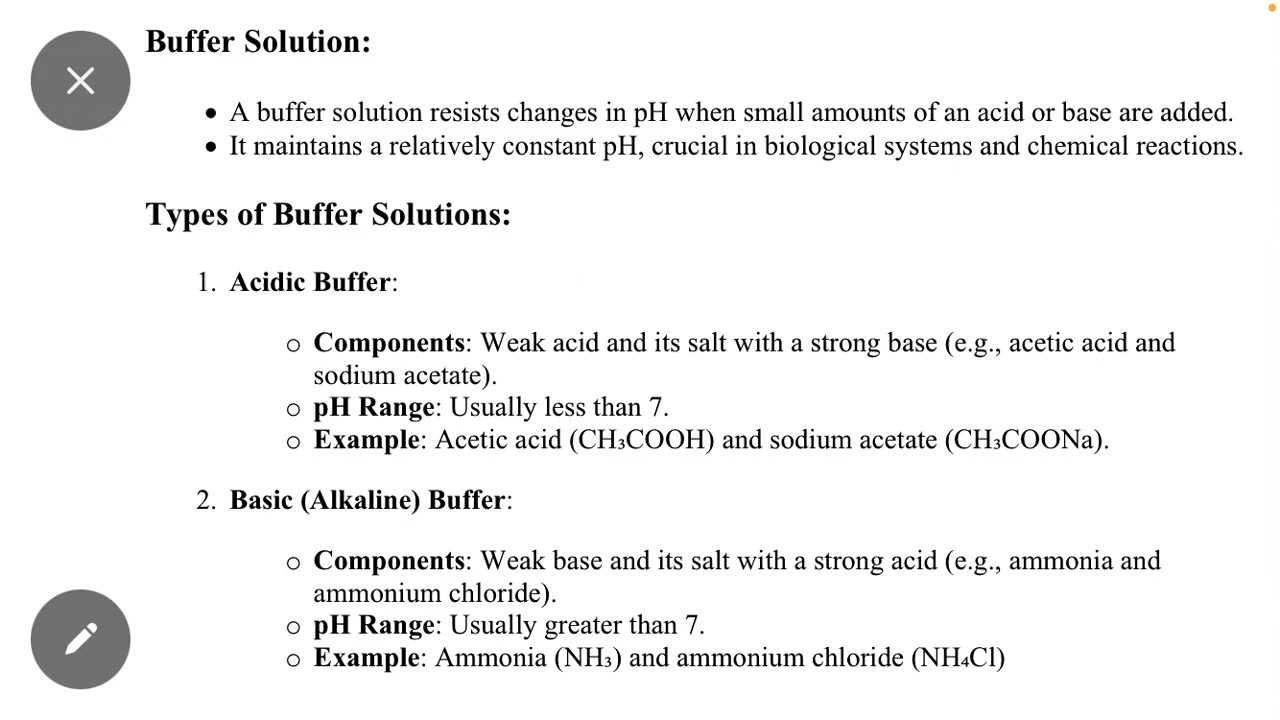 Buffer Solution:
• A buffer solution resists changes in pH when small amounts of an acid or base are added.
• It maintains a relatively constant pH, crucial in biological systems and chemical reactions.
Types of Buffer Solutions:
1. Acidic Buffer:
o Components: Weak acid and its salt with a strong base (e.g., acetic acid and
sodium acetate).
o pH Range: Usually less than 7.
o Example: Acetic acid (CH₃COOH) and sodium acetate (CH₃COONa).
2. Basic (Alkaline) Buffer:
o Components: Weak base and its salt with a strong acid (e.g., ammonia and
ammonium chloride).
o pH Range: Usually greater than 7.
o Example: Ammonia (NH₃) and ammonium chloride (NH₄Cl)